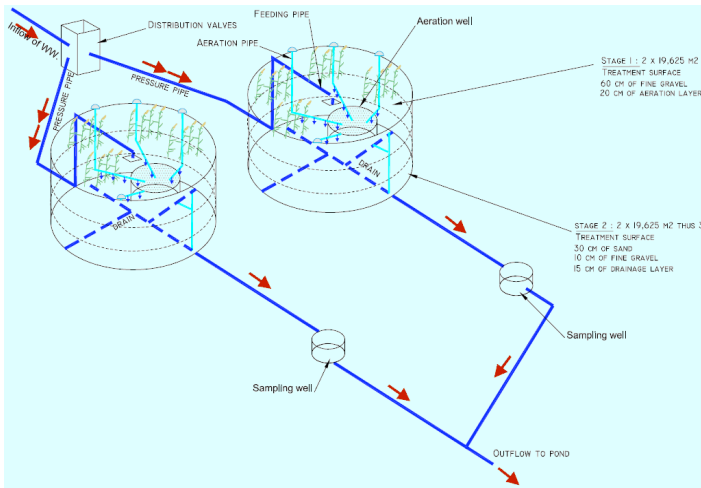 FEEDING PIPE
Aeration well
DISTRIBUTION VALVES
AERATION PIPE
Inflow of WW.
PRESSURE PIPE
PRESSURE PIPE
STAGE 1 : 2 X 19,625 M2
TREATMENT SURFACE
60 CM OF FINE GRAVEL
20 CM OF AERATION LAYER
DRAIN
DRAIN
STAGE 2 : 2 X 19,625 M2 THUS 3
TREATMENT SURFACE
30 CM OF SAND
10 CM OF FINE GRAVEL
15 CM OF DRAINAGE LAYER
Sampling well
Sampling well
OUTFLOW TO POND